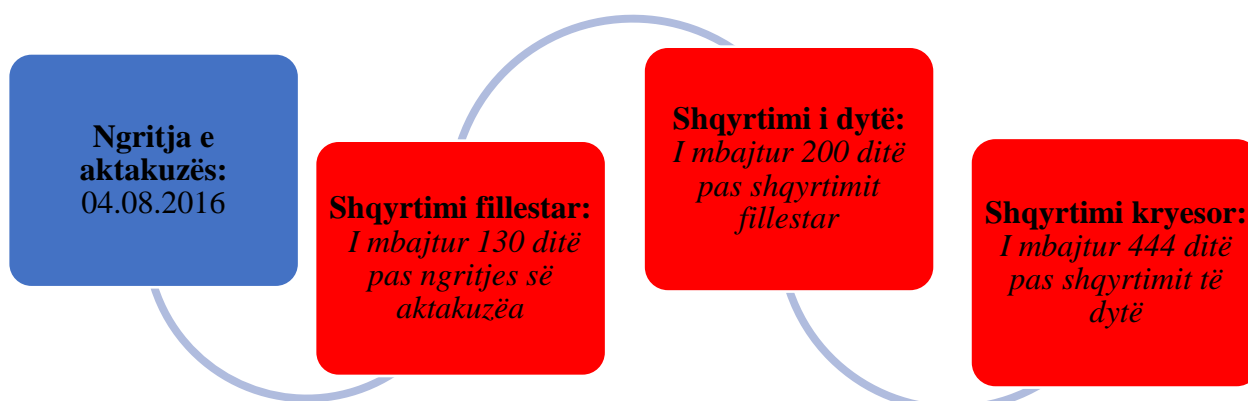 Ngritja e
aktakuzës:
04.08.2016
Shqyrtimi fillestar:
I mbajtur 130 ditë
pas ngritjes së
aktakuzëa
Shqyrtimi i dytë:
I mbajtur 200 ditë
pas shqyrtimit
fillestar
Shqyrtimi kryesor:
I mbajtur 444 ditë
pas shqyrtimit të
dytë